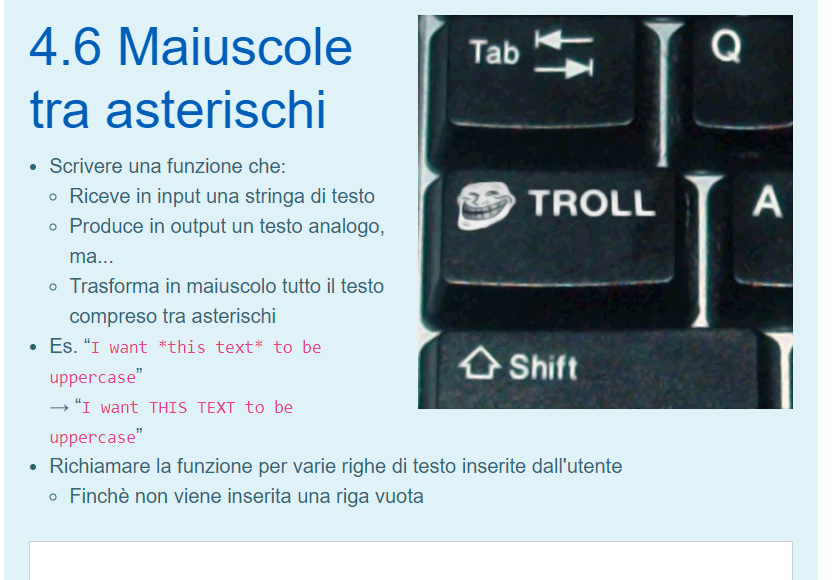 4.6 Maiuscole
tra asterischi
Scrivere una funzione che:
Riceve in input una stringa di testo
Produce in output un testo analogo,
ma...
Trasforma in maiuscolo tutto il testo
compreso tra asterischi
Es. “I want *this text* to be
uppercase”
→ “I want THIS TEXT to be
uppercase”
Richiamare la funzione per varie righe di testo inserite dall'utente
Finchè non viene inserita una riga vuota
Tab
Q
TROLL
A
Shift